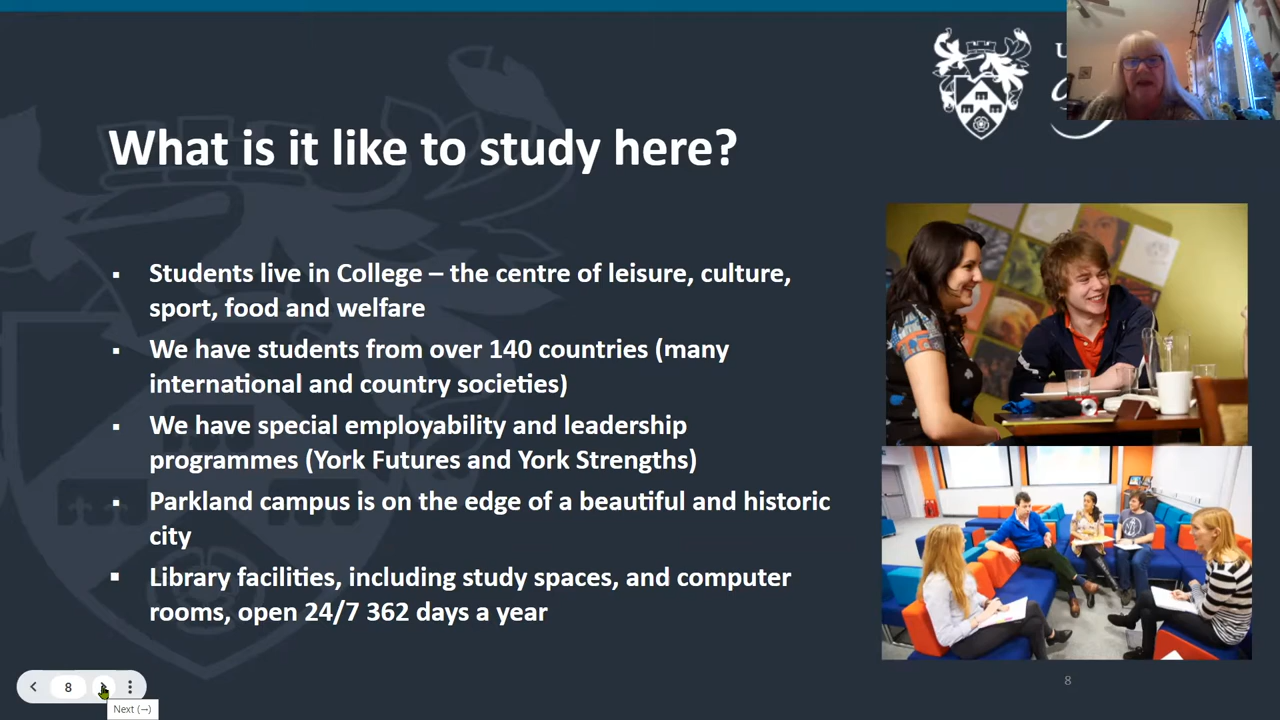 What is it like to study here?
▪ Students live in College – the centre of leisure, culture,
sport, food and welfare
▪ We have students from over 140 countries (many
international and country societies)
▪ We have special employability and leadership
programmes (York Futures and York Strengths)
▪ Parkland campus is on the edge of a beautiful and historic
city
▪ Library facilities, including study spaces, and computer
rooms, open 24/7 362 days a year
8
8
Next (→)